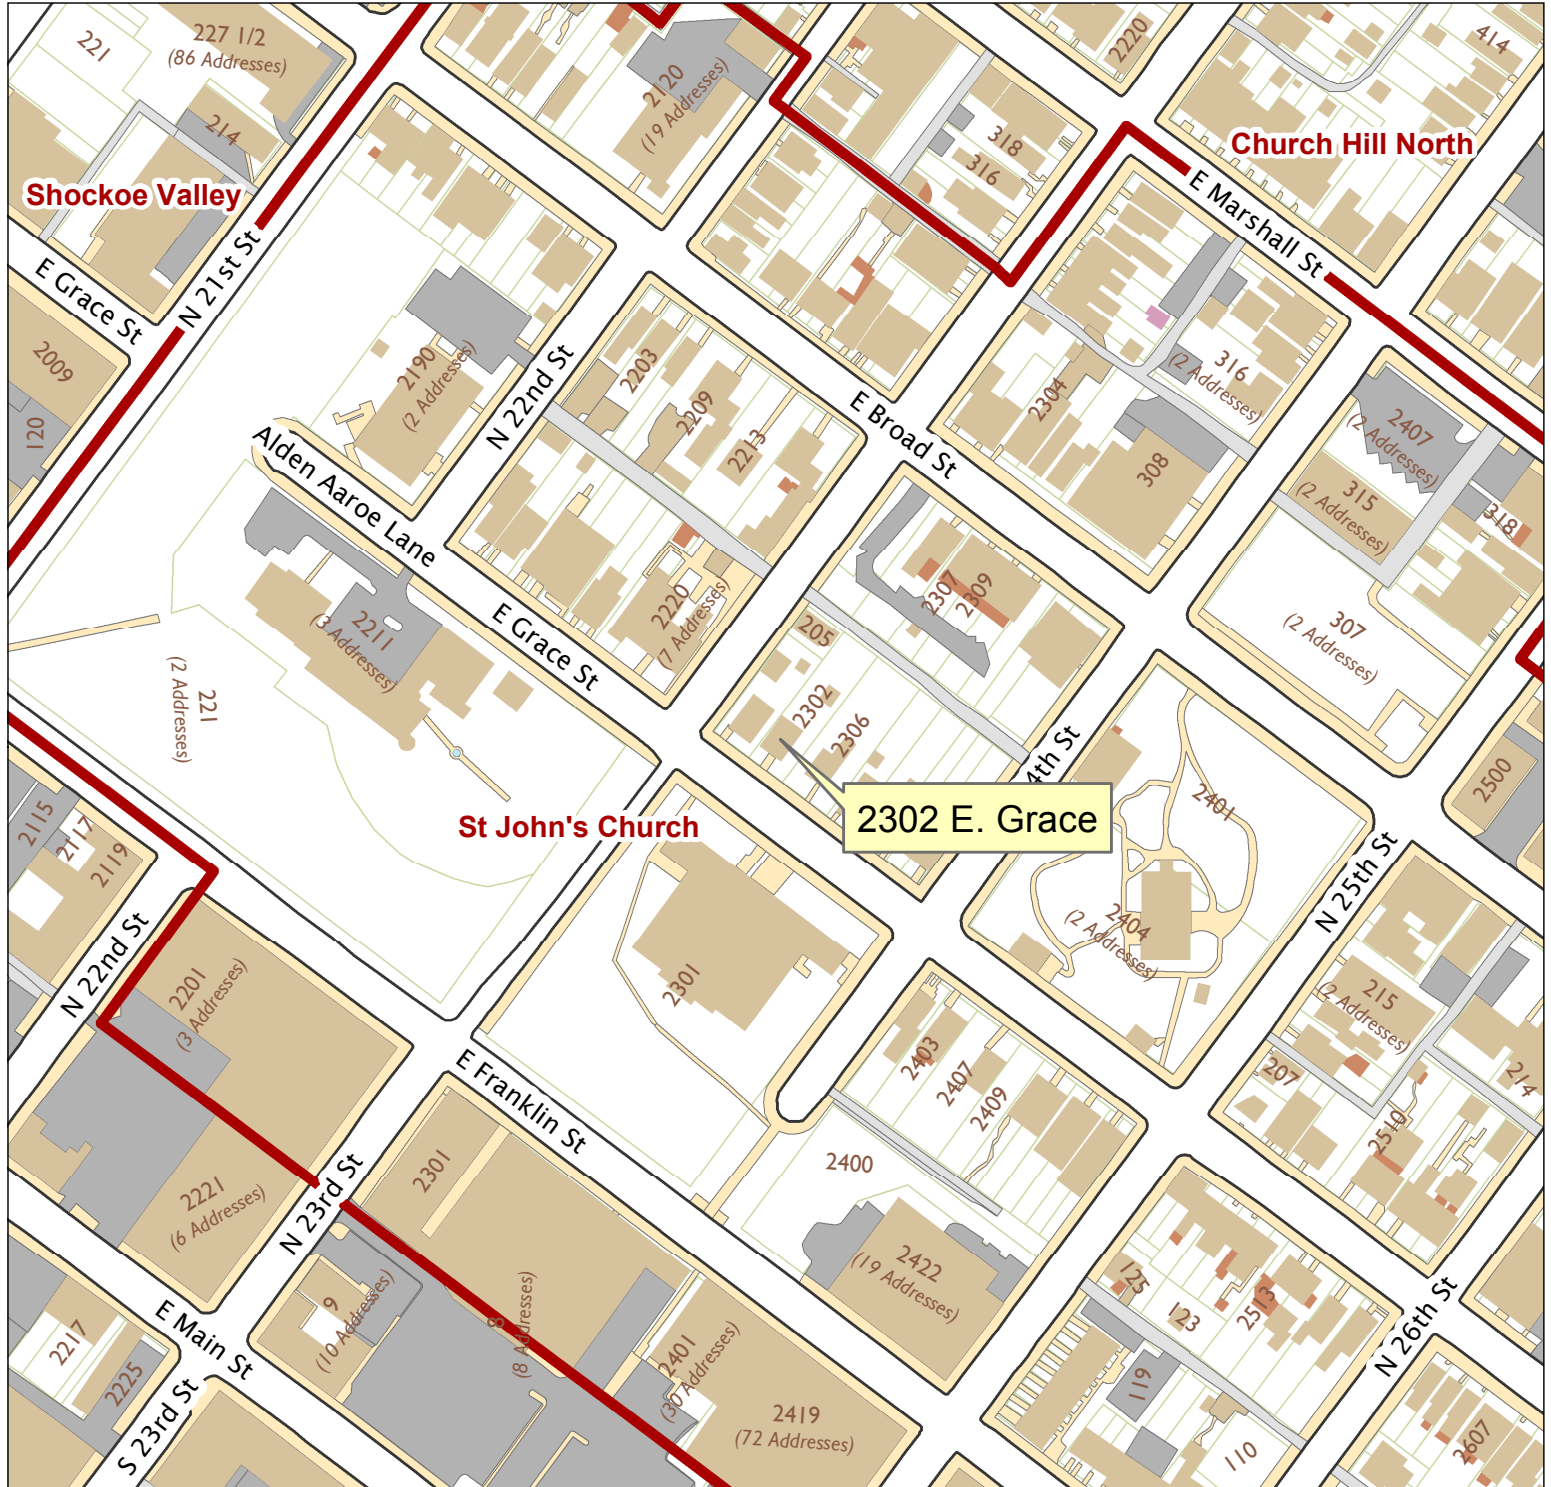 227 1/2
(86 Addresses)
221
414
2220
2120
(19 Addresses)
214
318
316
Church Hill North
Shockoe Valley
E Marshall St
N 21st St
E Grace St
2009
120
2190
(2 Addresses)
N 22nd St
2203
2209
2213
E Broad St
2304
316
(2 Addresses)
308
2407
(2 Addresses)
315
(2 Addresses)
318
Alden Aaroe Lane
2211
(3 Addresses)
E Grace St
2220
(7 Addresses)
2307
2309
205
307
(2 Addresses)
221
(2 Addresses)
2302
2306
4th St
2401
2500
2302 E. Grace
St John's Church
2115
2117
2119
N 25th St
2404
(2 Addresses)
N 22nd St
2201
(3 Addresses)
2301
215
(2 Addresses)
207
214
2403
2407
2409
2510
E Franklin St
2301
2400
2221
(6 Addresses)
N 23rd St
2422
(19 Addresses)
125
123
2513
N 26th St
E Main St
9
(10 Addresses)
8
(8 Addresses)
2217
2225
S 23rd St
2401
(30 Addresses)
2419
(72 Addresses)
119
110
2607